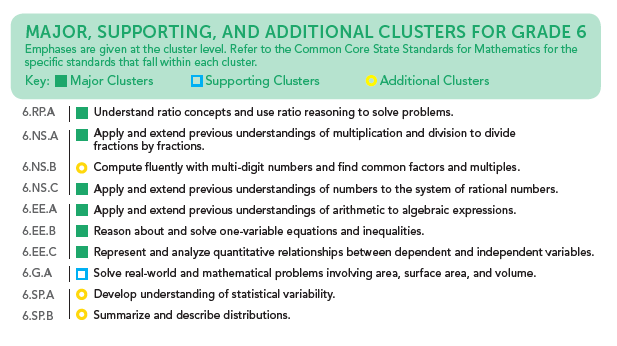 MAJOR, SUPPORTING, AND ADDITIONAL CLUSTERS FOR GRADE 6
Emphases are given at the cluster level. Refer to the Common Core State Standards for Mathematics for the
specific standards that fall within each cluster.
Key: Major Clusters Supporting Clusters Additional Clusters
6.RP.A Understand ratio concepts and use ratio reasoning to solve problems.
6.NS.A Apply and extend previous understandings of multiplication and division to divide
fractions by fractions.
6.NS.B Compute fluently with multi-digit numbers and find common factors and multiples.
6.NS.C Apply and extend previous understandings of numbers to the system of rational numbers.
6.EE.A Apply and extend previous understandings of arithmetic to algebraic expressions.
6.EE.B Reason about and solve one-variable equations and inequalities.
6.EE.C Represent and analyze quantitative relationships between dependent and independent variables.
6.G.A Solve real-world and mathematical problems involving area, surface area, and volume.
6.SP.A Develop understanding of statistical variability.
6.SP.B Summarize and describe distributions.